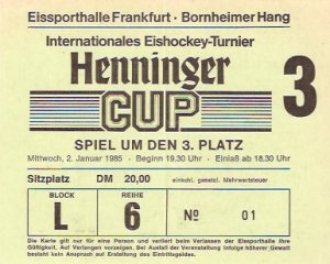 Eissporthalle Frankfurt · Bornheimer Hang
Internationales Eishockey-Turnier
Henninger
CUP
3
SPIEL UM DEN 3. PLATZ
Mittwoch, 2. Januar 1985 · Beginn 19.30 Uhr · Einlaß ab 18.30 Uhr
Sitzplatz DM 20,00 einschl. gesetzl. Mehrwertsteuer
BLOCK REIHE
L 6 Nº 01
Die Karte gilt nur für eine Person und verliert beim Verlassen der Eissporthalle ihre
Gültigkeit. Auf Verlangen vorzeigen. Bei Ausfall der Veranstaltung infolge höherer Gewalt
besteht kein Anspruch auf Erstattung des Eintrittsgeldes.